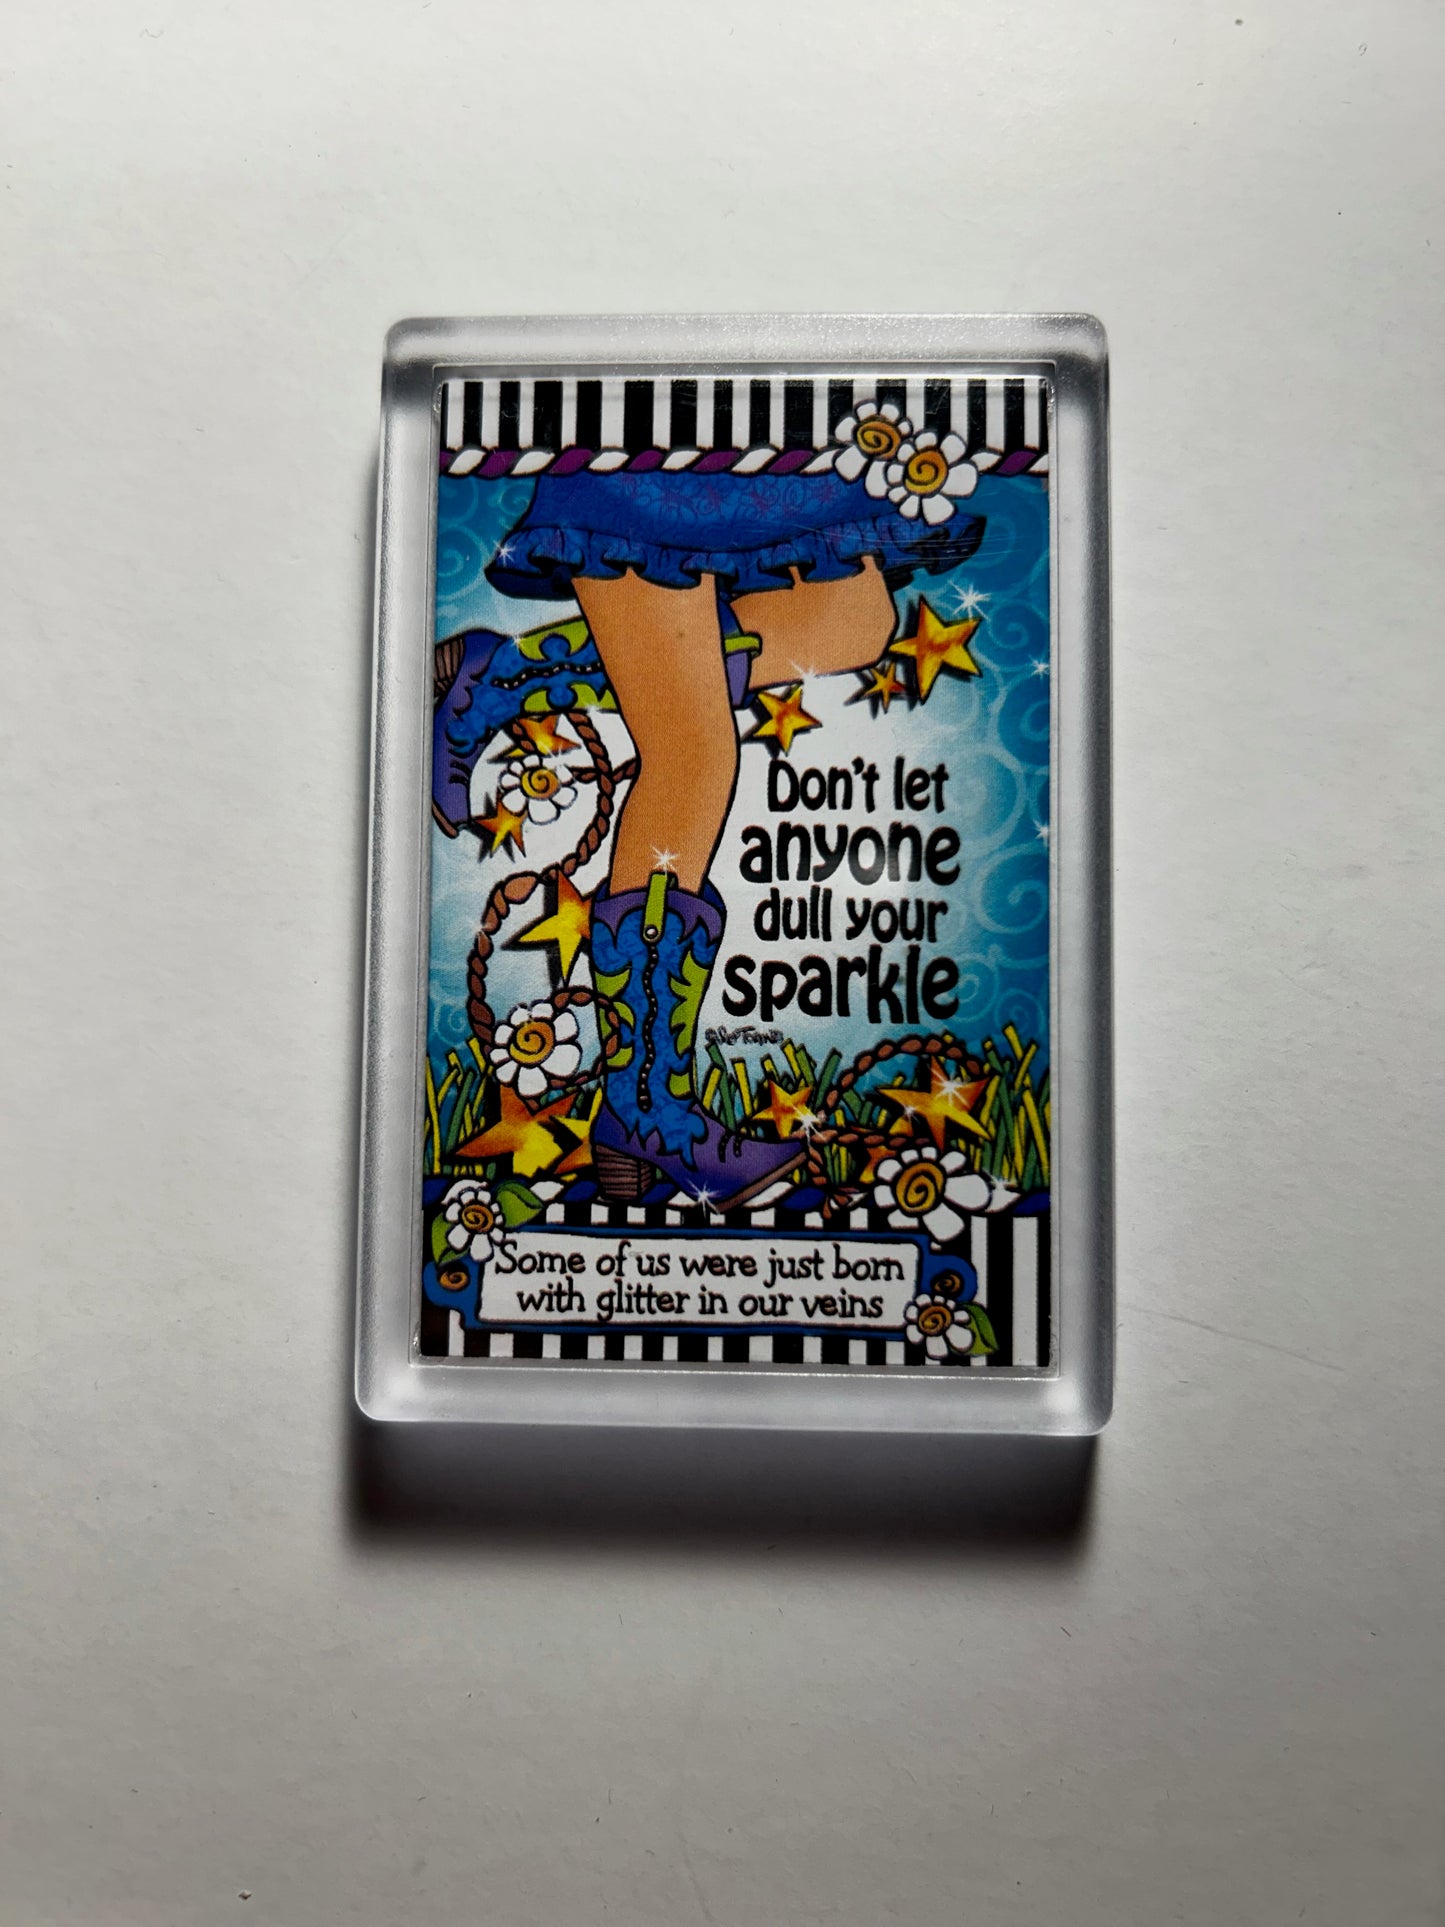 Don't let
anyone
dull your
sparkle
Some of us were just born
with glitter in our veins